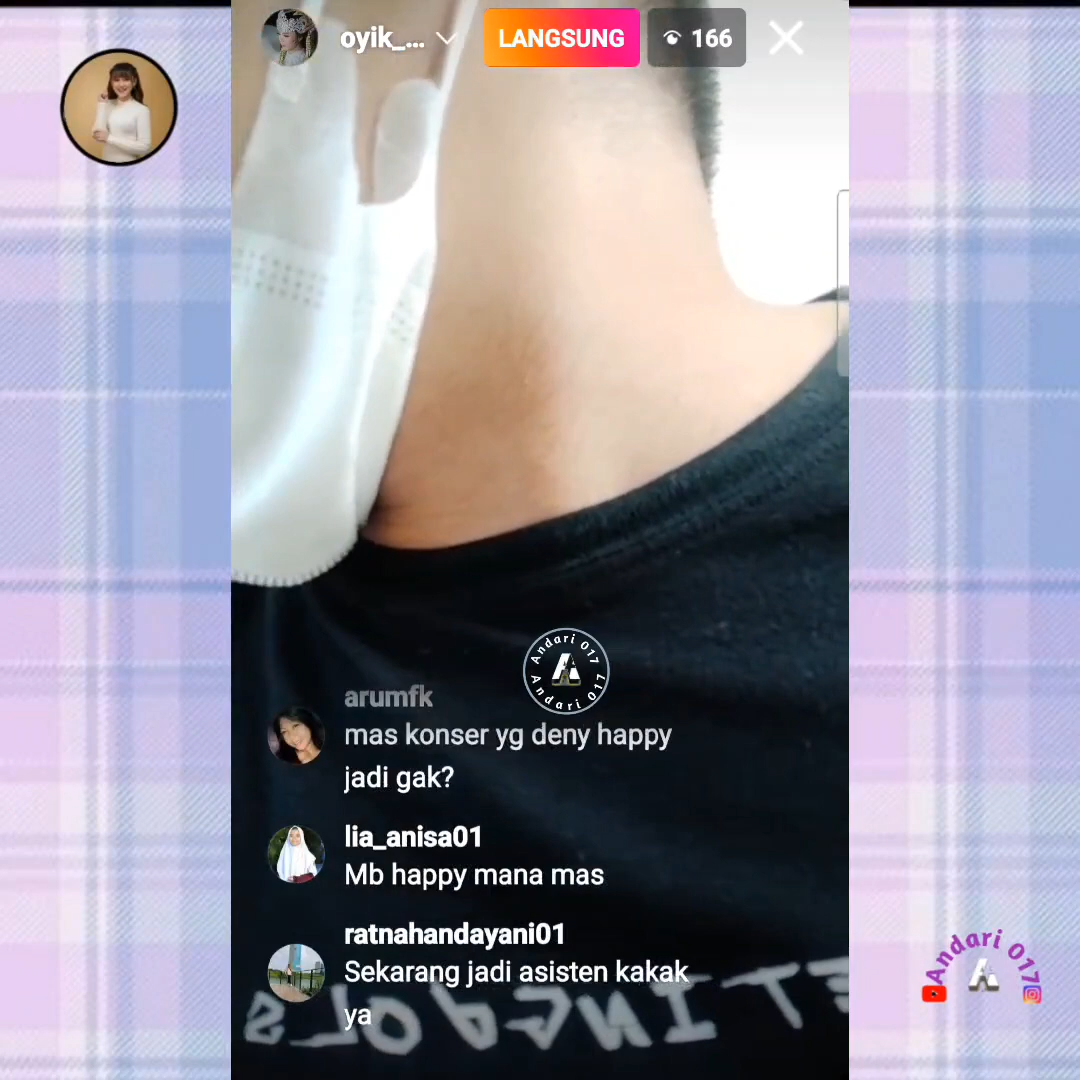 oyik_...
LANGSUNG
166
arumfk
mas konser yg deny happy
jadi gak?
lia_anisa01
Mb happy mana mas
ratnahandayani01
Sekarang jadi asisten kakak
ya
Andari 017
Andari 017
Andari 017